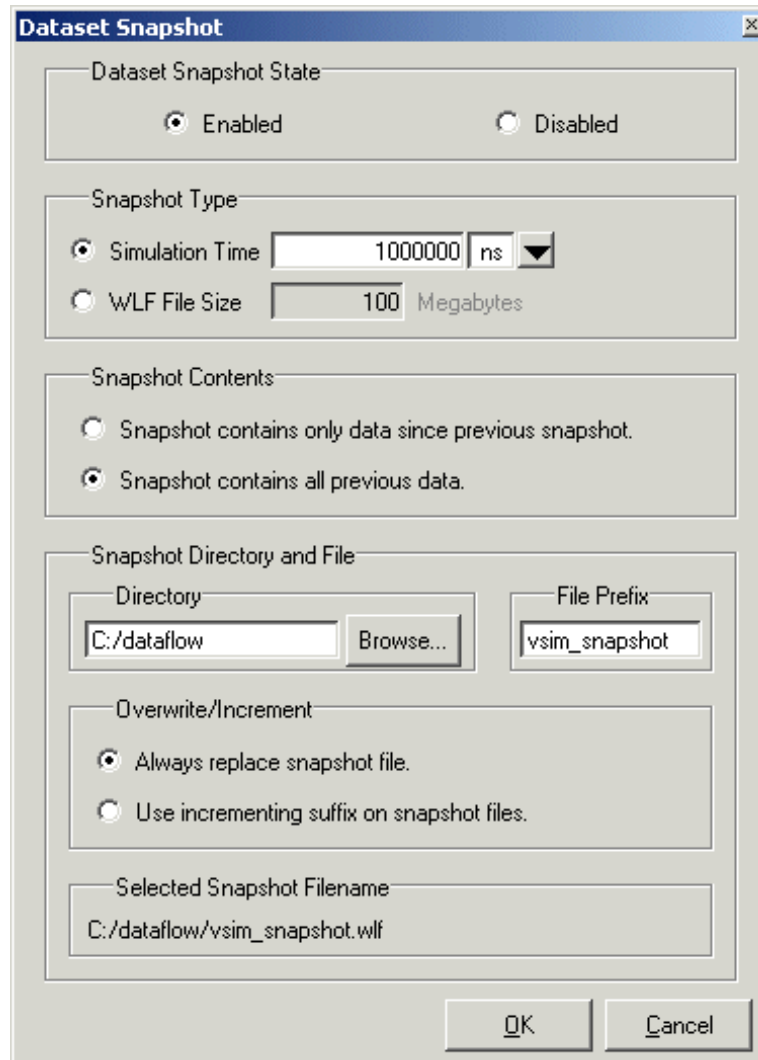 Dataset Snapshot
Dataset Snapshot State
Enabled Disabled
Snapshot Type
Simulation Time 1000000 ns
WLF File Size 100 Megabytes
Snapshot Contents
Snapshot contains only data since previous snapshot.
Snapshot contains all previous data.
Snapshot Directory and File
Directory File Prefix
C:/dataflow Browse... vsim_snapshot
Overwrite/Increment
Always replace snapshot file.
Use incrementing suffix on snapshot files.
Selected Snapshot Filename
C:/dataflow/vsim_snapshot.wlf
OK Cancel